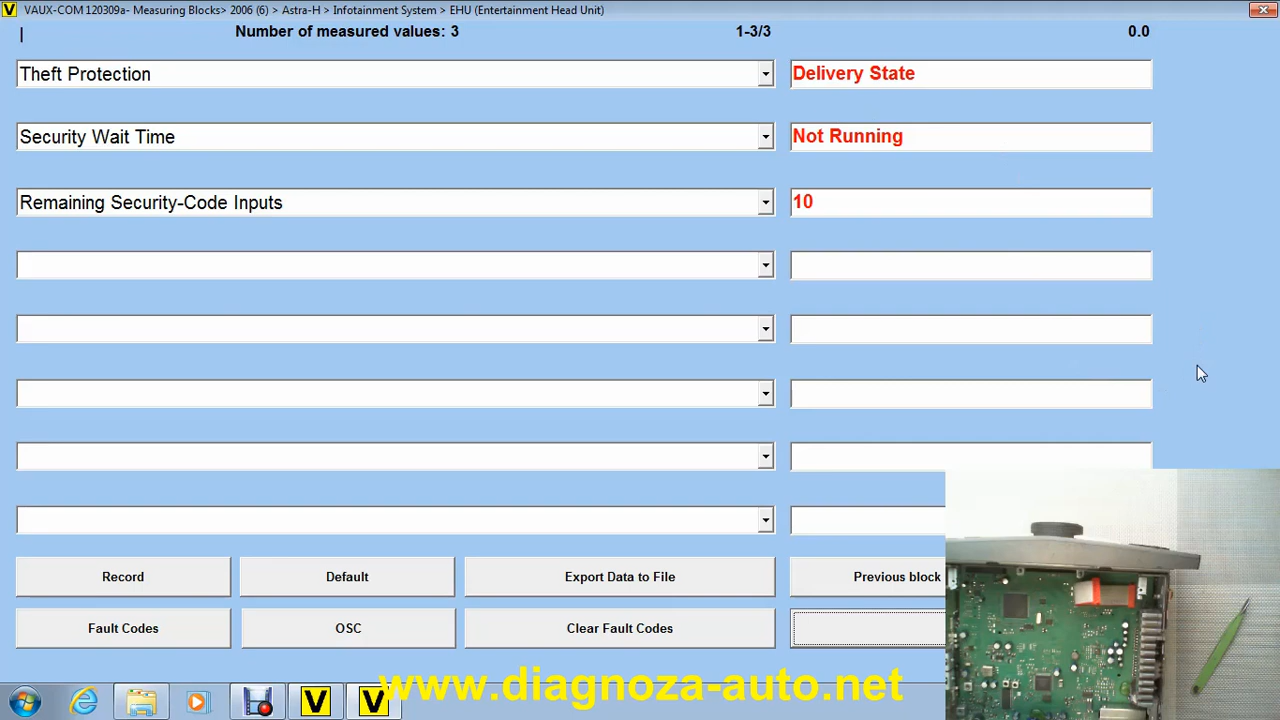 VAUX-COM 120309a- Measuring Blocks> 2006 (6) > Astra-H > Infotainment System > EHU (Entertainment Head Unit)
Number of measured values: 3 1-3/3 0.0
Theft Protection Delivery State
Security Wait Time Not Running
Remaining Security-Code Inputs 10
Record Default Export Data to File Previous block
Fault Codes OSC Clear Fault Codes
www.diagnoza-auto.net